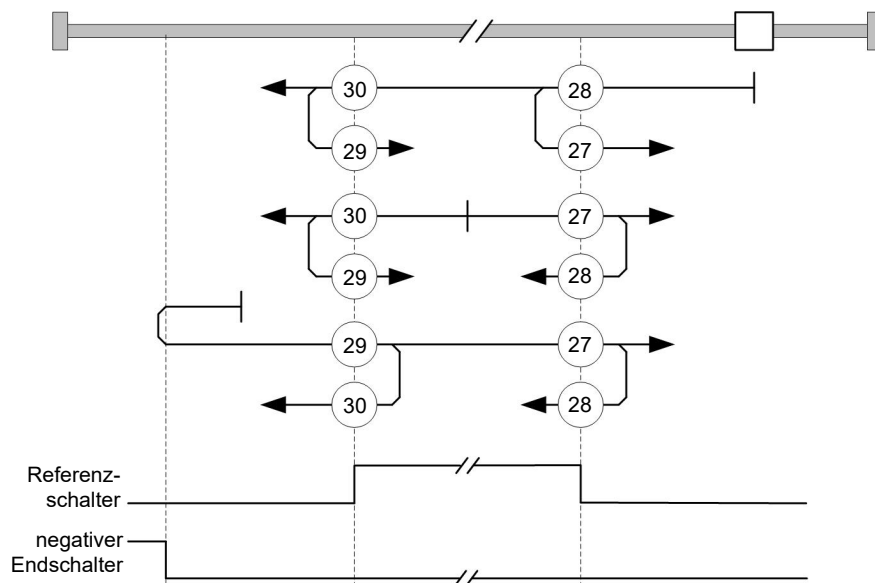 30 28
29 27
30 27
29 28
29 27
30 28
Referenz-
schalter
negativer
Endschalter